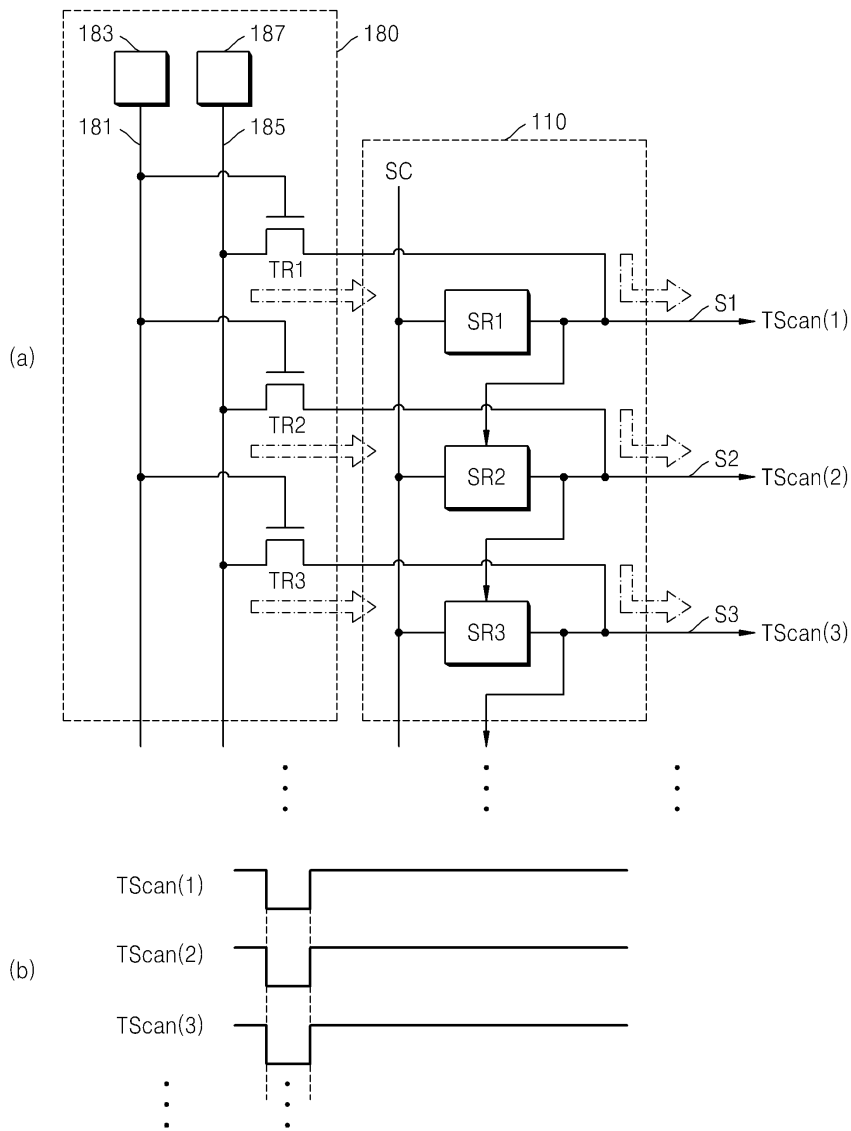 183
187
180
181
185
110
SC
TR1
S1
SR1
TScan(1)
(a)
TR2
S2
SR2
TScan(2)
TR3
S3
SR3
TScan(3)
TScan(1)
TScan(2)
(b)
TScan(3)